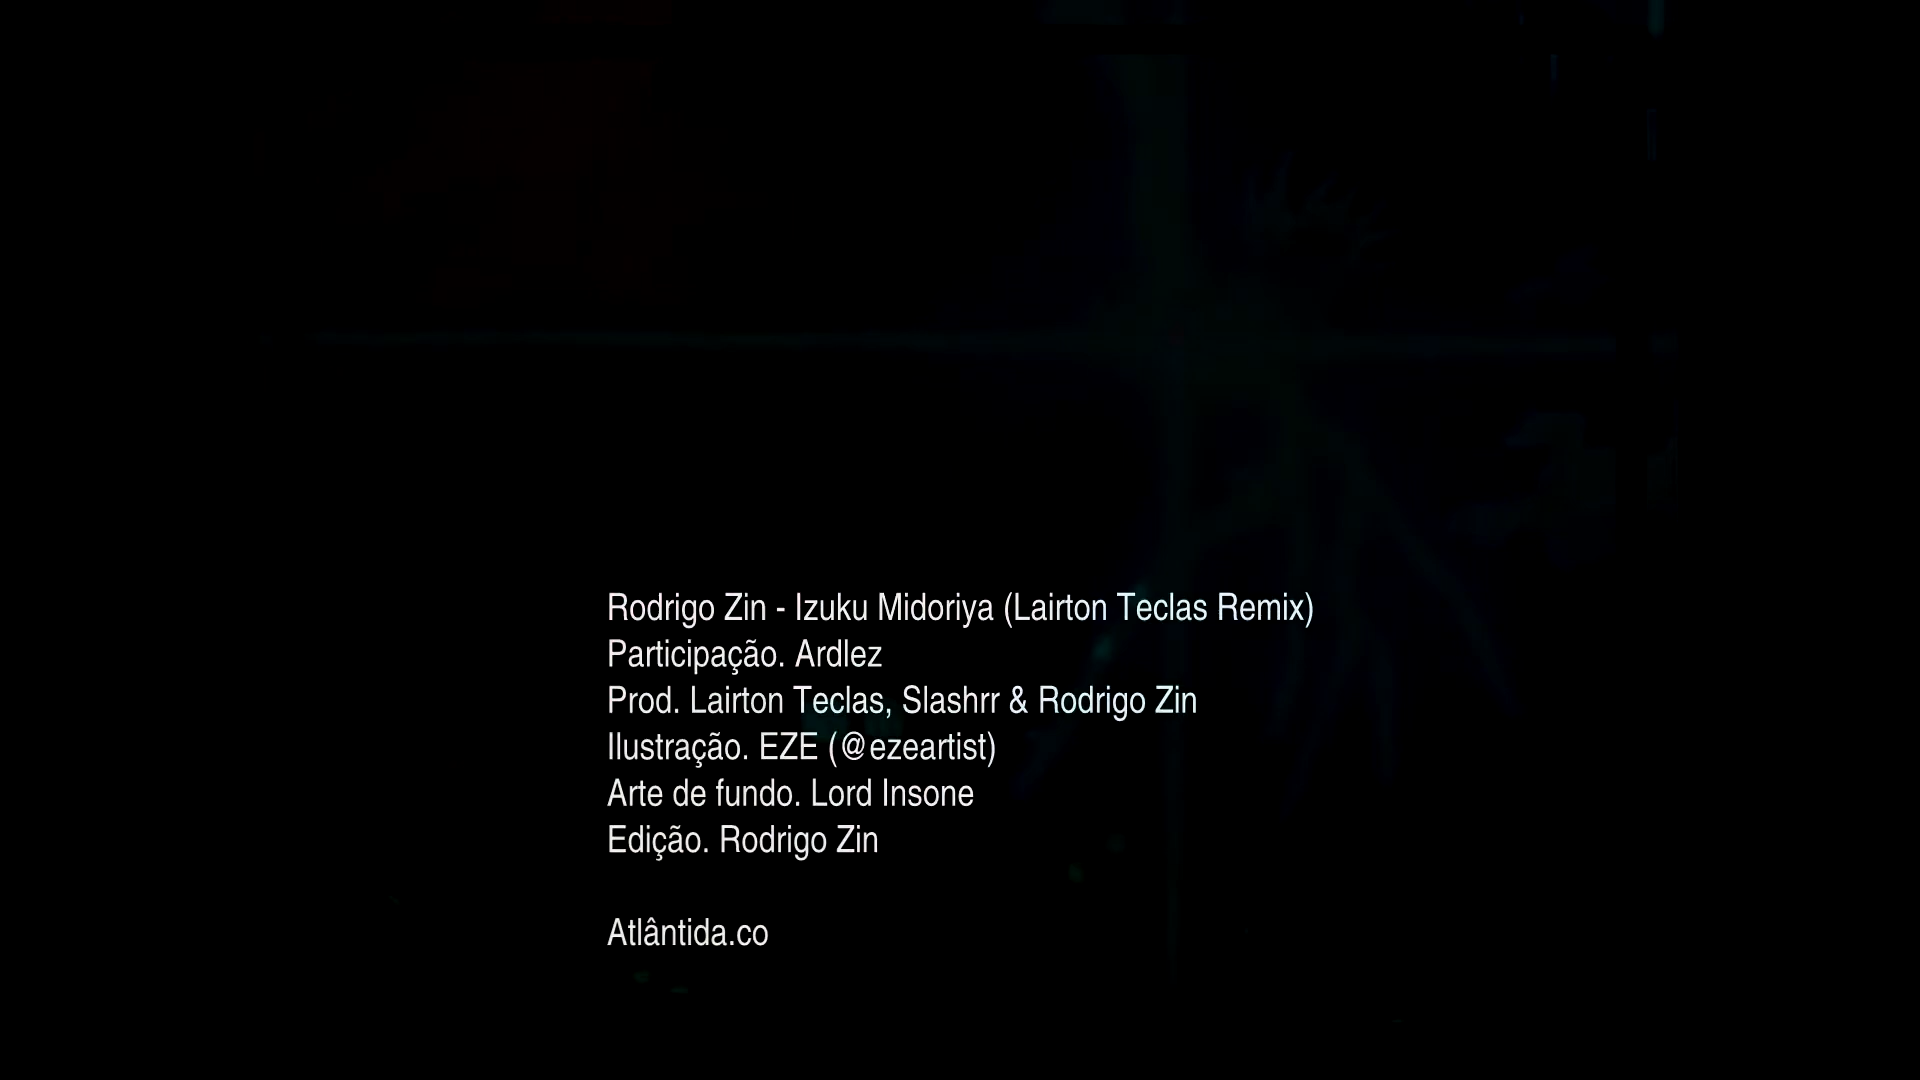 Rodrigo Zin - Izuku Midoriya (Lairton Teclas Remix)
Participação. Ardlez
Prod. Lairton Teclas, Slashrr & Rodrigo Zin
Ilustração. EZE (@ezeartist)
Arte de fundo. Lord Insone
Edição. Rodrigo Zin
Atlântida.co